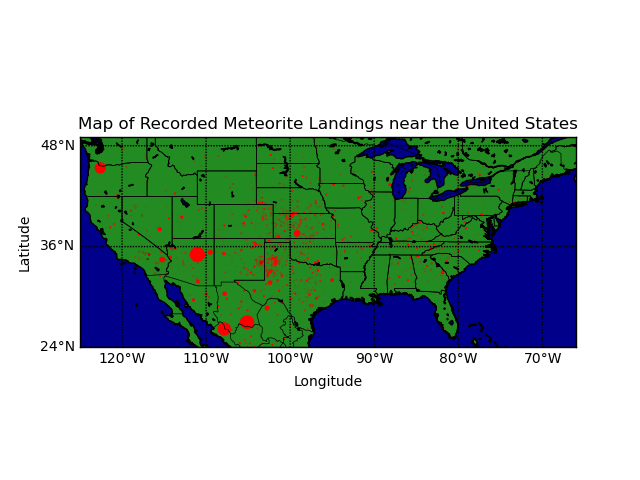 Map of Recorded Meteorite Landings near the United States
48°N
36°N
24°N
Latitude
120°W 110°W 100°W 90°W 80°W 70°W
Longitude